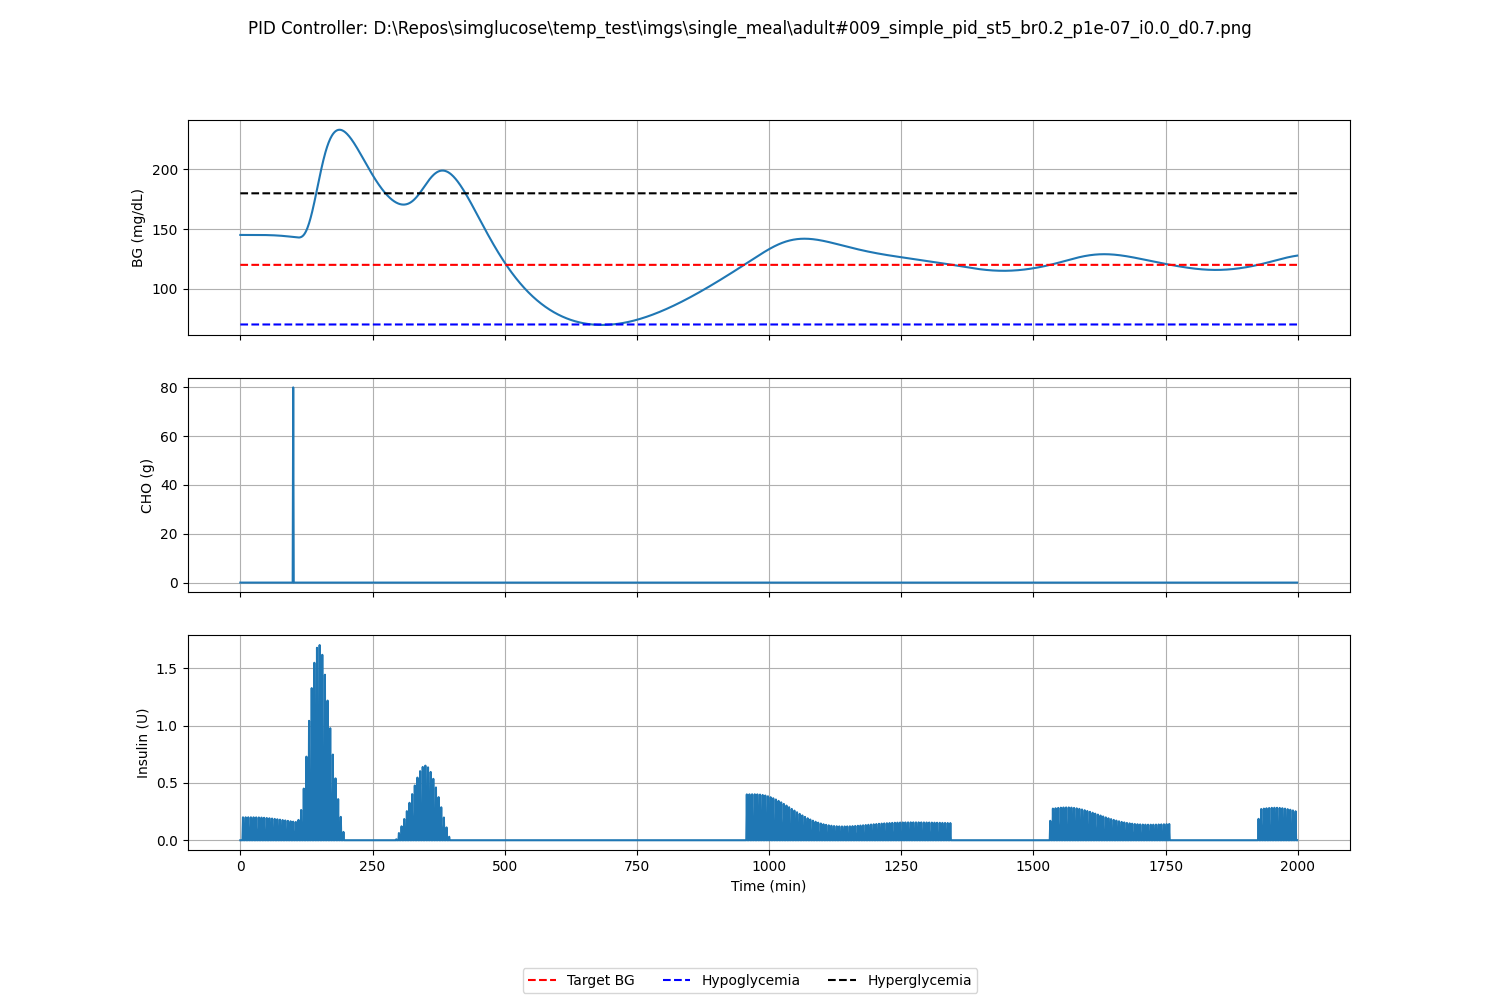 PID Controller: D:\Repos\simglucose\temp_test\imgs\single_meal\adult#009_simple_pid_st5_br0.2_p1e-07_i0.0_d0.7.png
200
150
100
BG (mg/dL)
80
60
40
20
0
CHO (g)
1.5
1.0
0.5
0.0
Insulin (U)
0 250 500 750 1000 1250 1500 1750 2000
Time (min)
Target BG Hypoglycemia Hyperglycemia